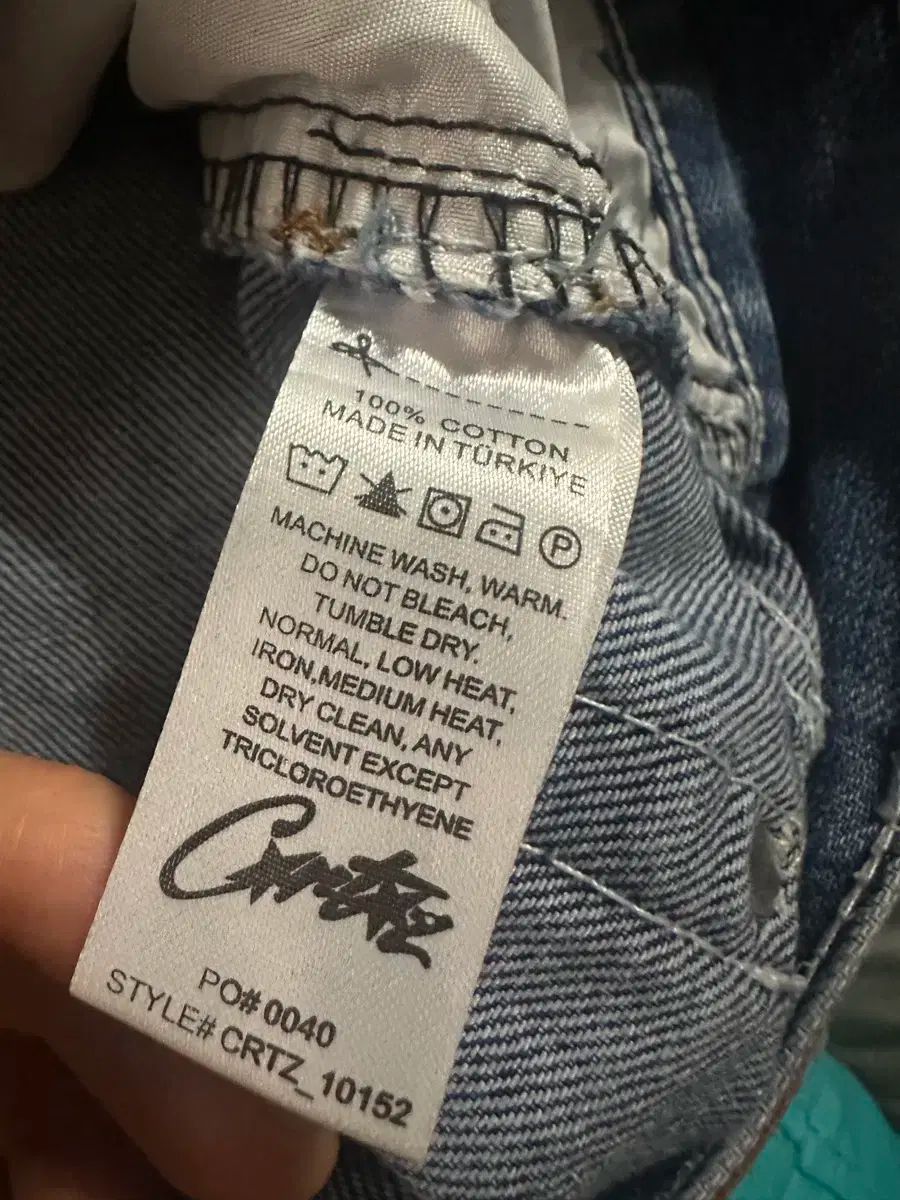 100% COTTON
MADE IN TÜRKIYE
P
MACHINE WASH, WARM.
DO NOT BLEACH,
TUMBLE DRY.
NORMAL, LOW HEAT,
IRON,MEDIUM HEAT,
DRY CLEAN, ANY
SOLVENT EXCEPT
TRICLOROETHYENE
Crtz
PO# 0040
STYLE# CRTZ_10152